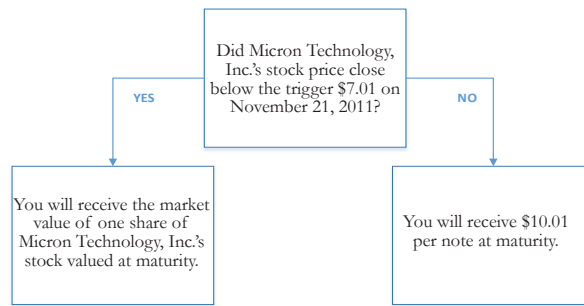 Did Micron Technology,
Inc.'s stock price close
below the trigger $7.01 on
November 21, 2011?
YES
NO
You will receive the market
value of one share of
Micron Technology, Inc.'s
stock valued at maturity.
You will receive $10.01
per note at maturity.